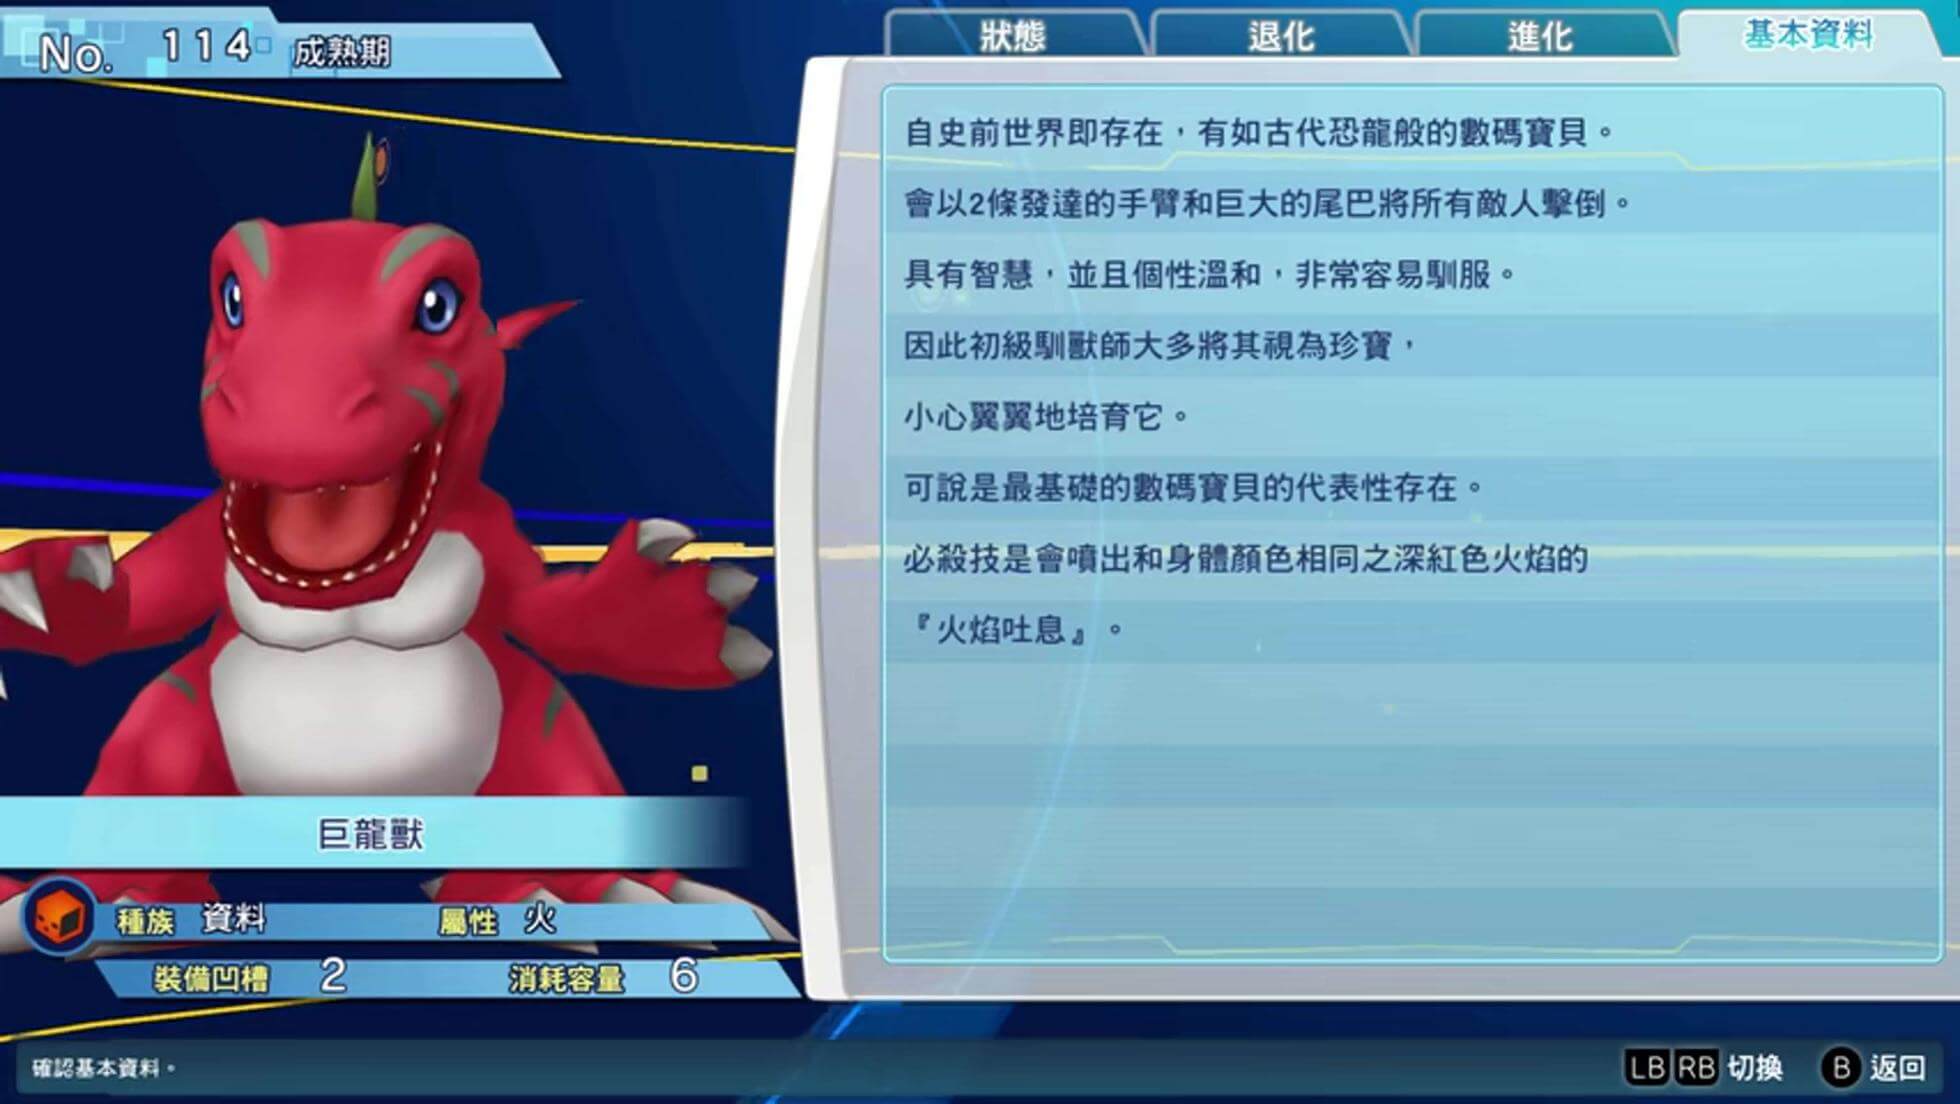 No. 114 成熟期
狀態 退化 進化 基本資料
自史前世界即存在，有如古代恐龍般的數碼寶貝。
會以2條發達的手臂和巨大的尾巴將所有敵人擊倒。
具有智慧，並且個性溫和，非常容易馴服。
因此初級馴獸師大多將其視為珍寶，
小心翼翼地培育它。
可說是最基礎的數碼寶貝的代表性存在。
必殺技是會噴出和身體顏色相同之深紅色火焰的
『火焰吐息』。
巨龍獸
種族 資料 屬性 火
裝備凹槽 2 消耗容量 6
確認基本資料。
LB RB 切換 B 返回